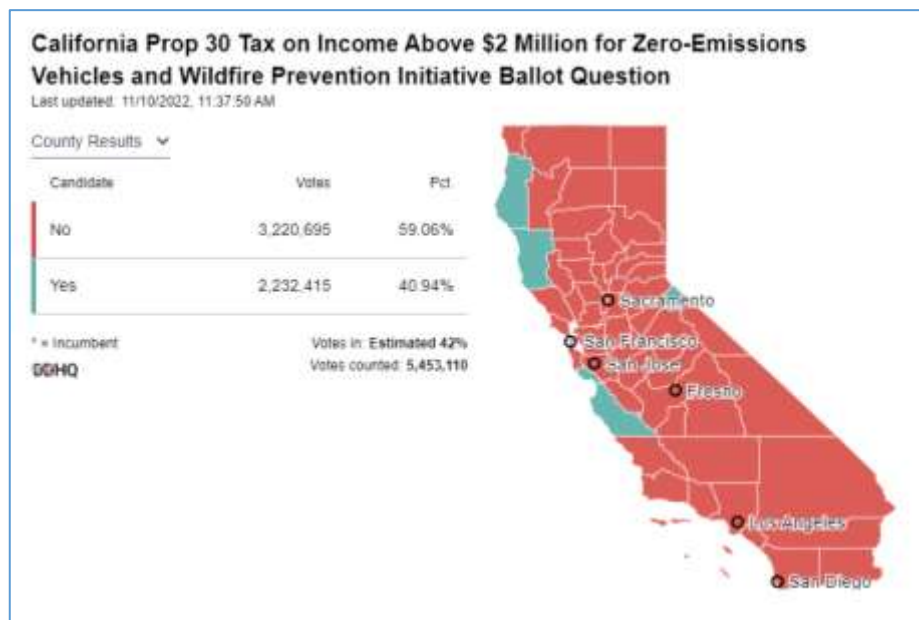 California Prop 30 Tax on Income Above $2 Million for Zero-Emissions
Vehicles and Wildfire Prevention Initiative Ballot Question
Last updated: 11/10/2022, 11:37:50 AM
County Results
Candidate Votes Pct.
No 3,220,695 59.06%
Yes 2,232,415 40.94%
* = Incumbent Votes in: Estimated 42%
DDHQ Votes counted: 5,453,110
Sacramento
San Francisco
San Jose
Fresno
Los Angeles
San Diego